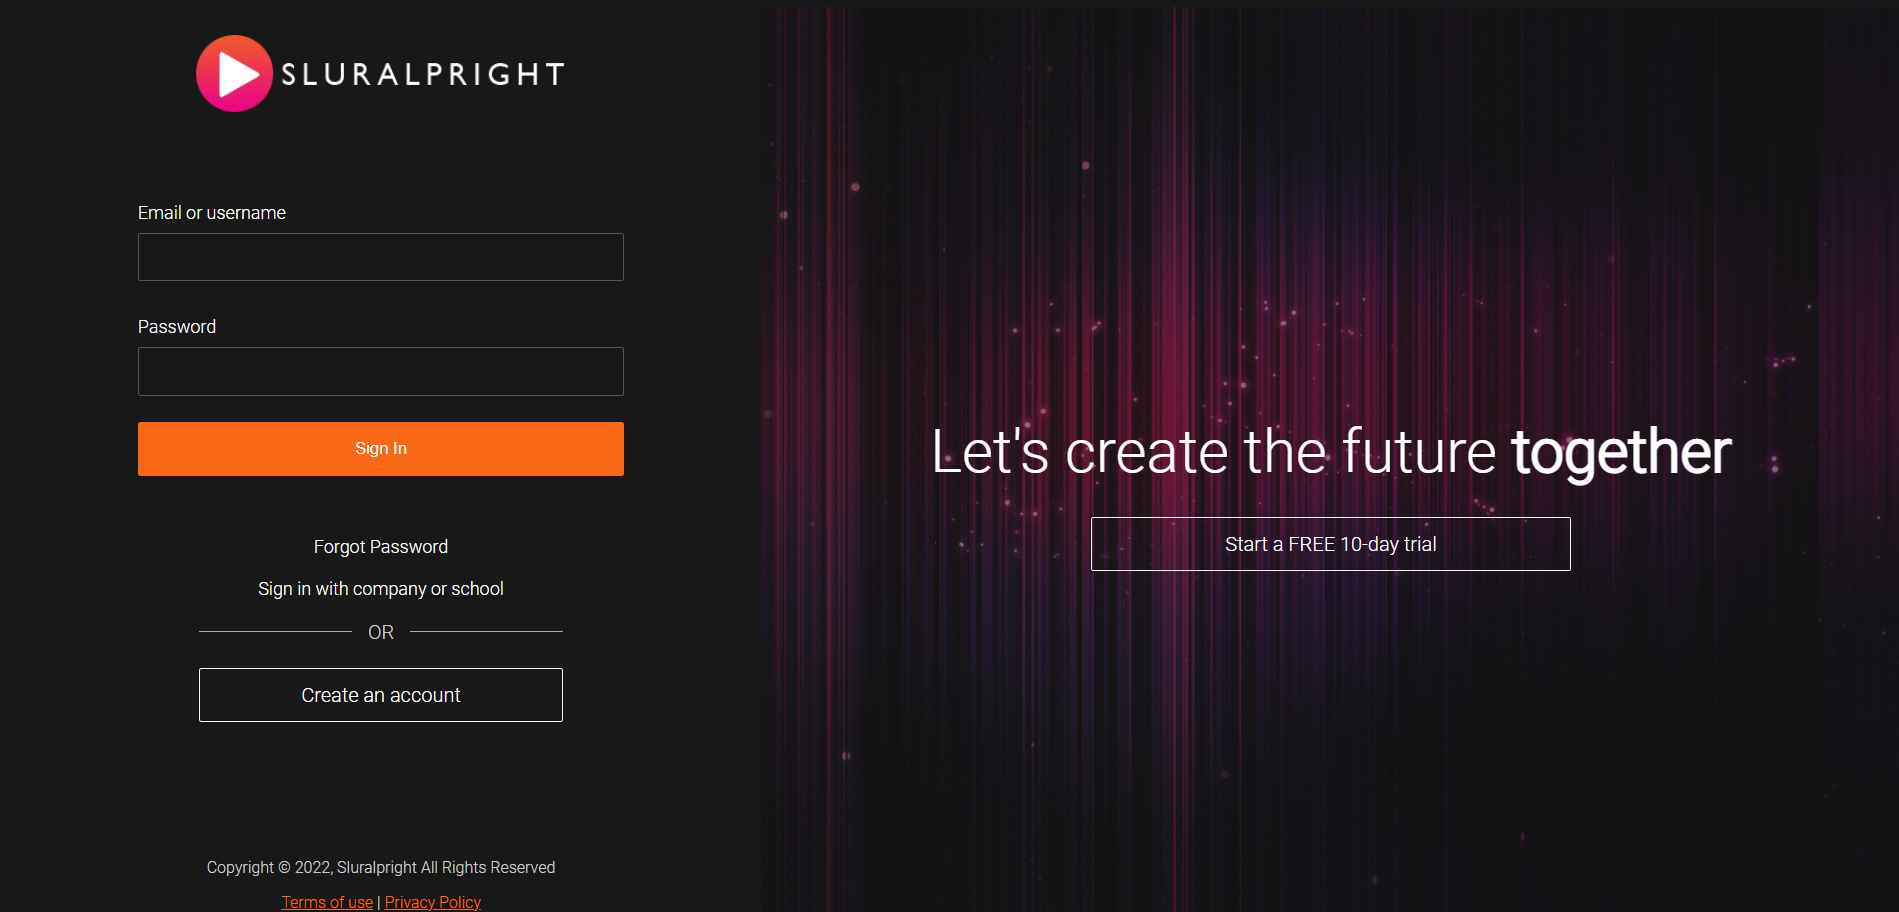 SLURALPRIGHT
Email or username
Password
Sign In
Forgot Password
Sign in with company or school
OR
Create an account
Copyright © 2022, Sluralpright All Rights Reserved
Terms of use | Privacy Policy
Let's create the future together
Start a FREE 10-day trial